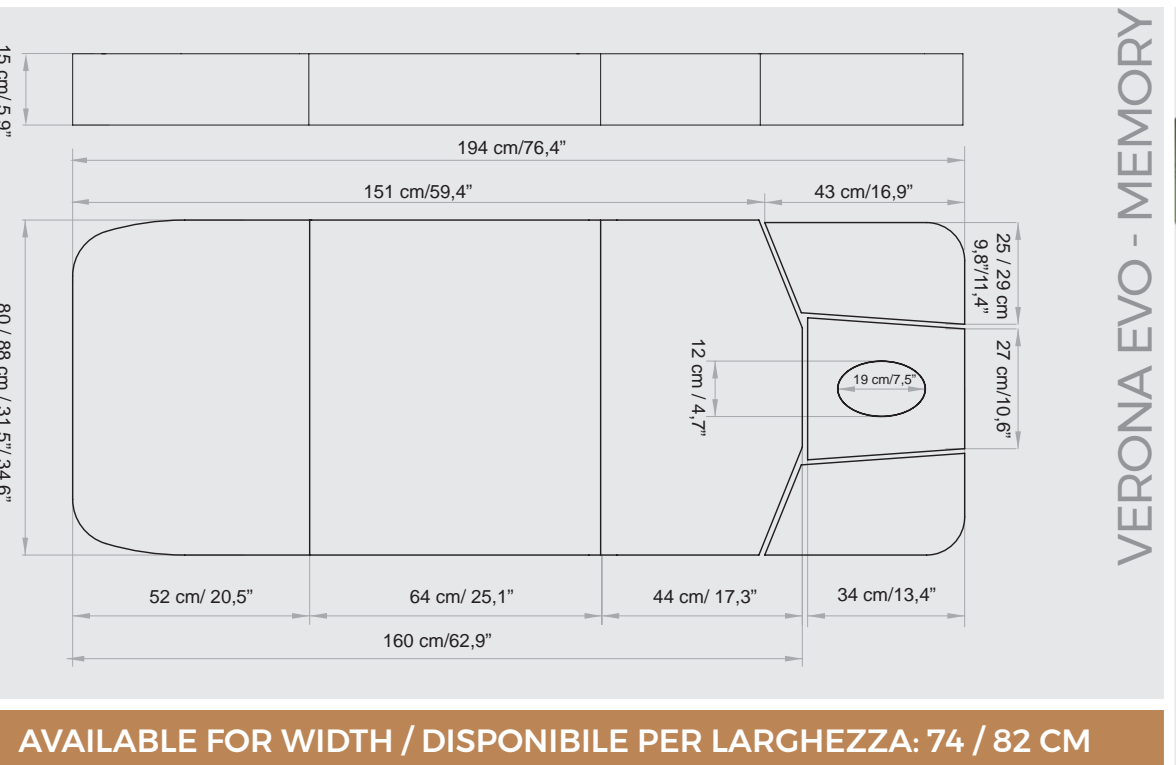 15 cm/ 5,9”
194 cm/76,4”
151 cm/59,4”
43 cm/16,9”
25 / 29 cm
9,8”/11,4”
27 cm/10,6”
12 cm / 4,7”
19 cm/7,5”
80 / 88 cm / 31,5”/ 34,6”
52 cm/ 20,5”
64 cm/ 25,1”
44 cm/ 17,3”
34 cm/13,4”
160 cm/62,9”
VERONA EVO - MEMORY
AVAILABLE FOR WIDTH / DISPONIBILE PER LARGHEZZA: 74 / 82 CM